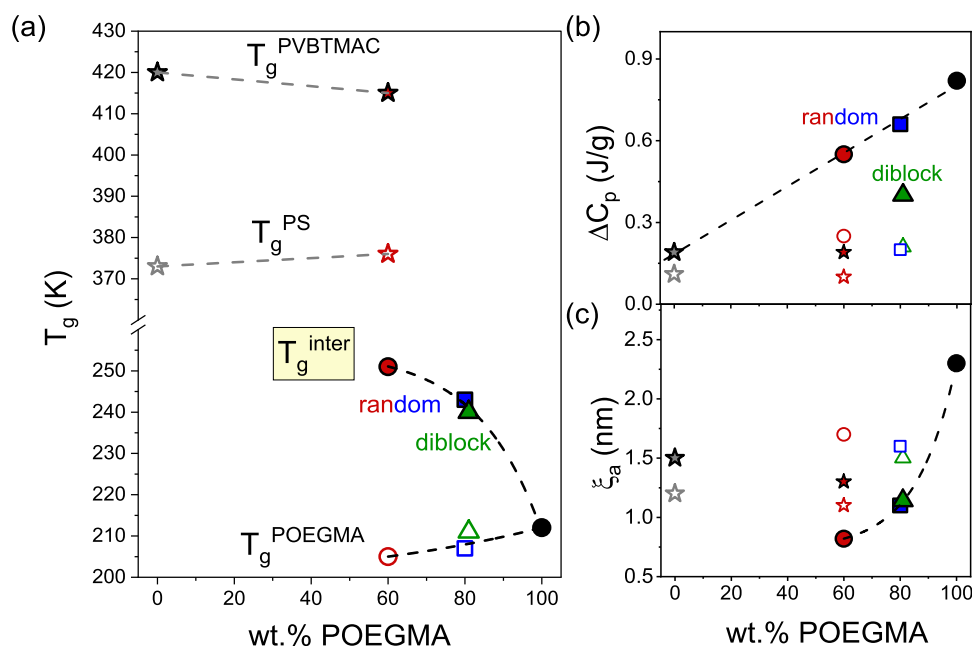 (a)
T_g^PVBTMAC
T_g^PS
T_g^inter
random
diblock
T_g^POEGMA
T_g (K)
430
420
410
400
390
380
370
250
240
230
220
210
200
0 20 40 60 80 100
wt.% POEGMA
(b)
random
diblock
ΔC_p (J/g)
0.9
0.6
0.3
0.0
(c)
ξ_a (nm)
2.5
2.0
1.5
1.0
0.5
0 20 40 60 80 100
wt.% POEGMA